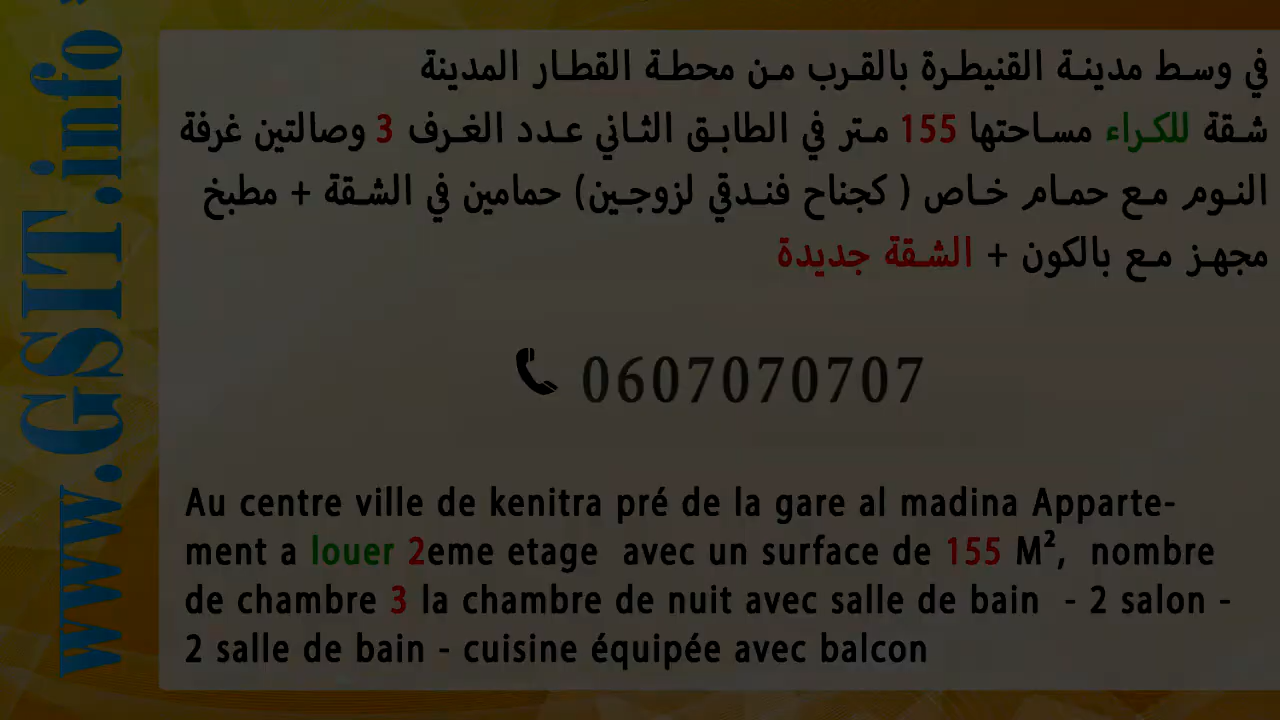 في وسط مدينة القنيطرة بالقرب من محطة القطار المدينة
شقة للكراء مساحتها 155 متر في الطابق الثاني عدد الغرف 3 وصالتين غرفة
النوم مع حمام خاص ( كجناح فندقي لزوجين) حمامين في الشقة + مطبخ
مجهز مع بالكون + الشقة جديدة
0607070707
Au centre ville de kenitra pré de la gare al madina Apparte-
ment a louer 2eme etage avec un surface de 155 M², nombre
de chambre 3 la chambre de nuit avec salle de bain - 2 salon -
2 salle de bain - cuisine équipée avec balcon
www.GSIT.info